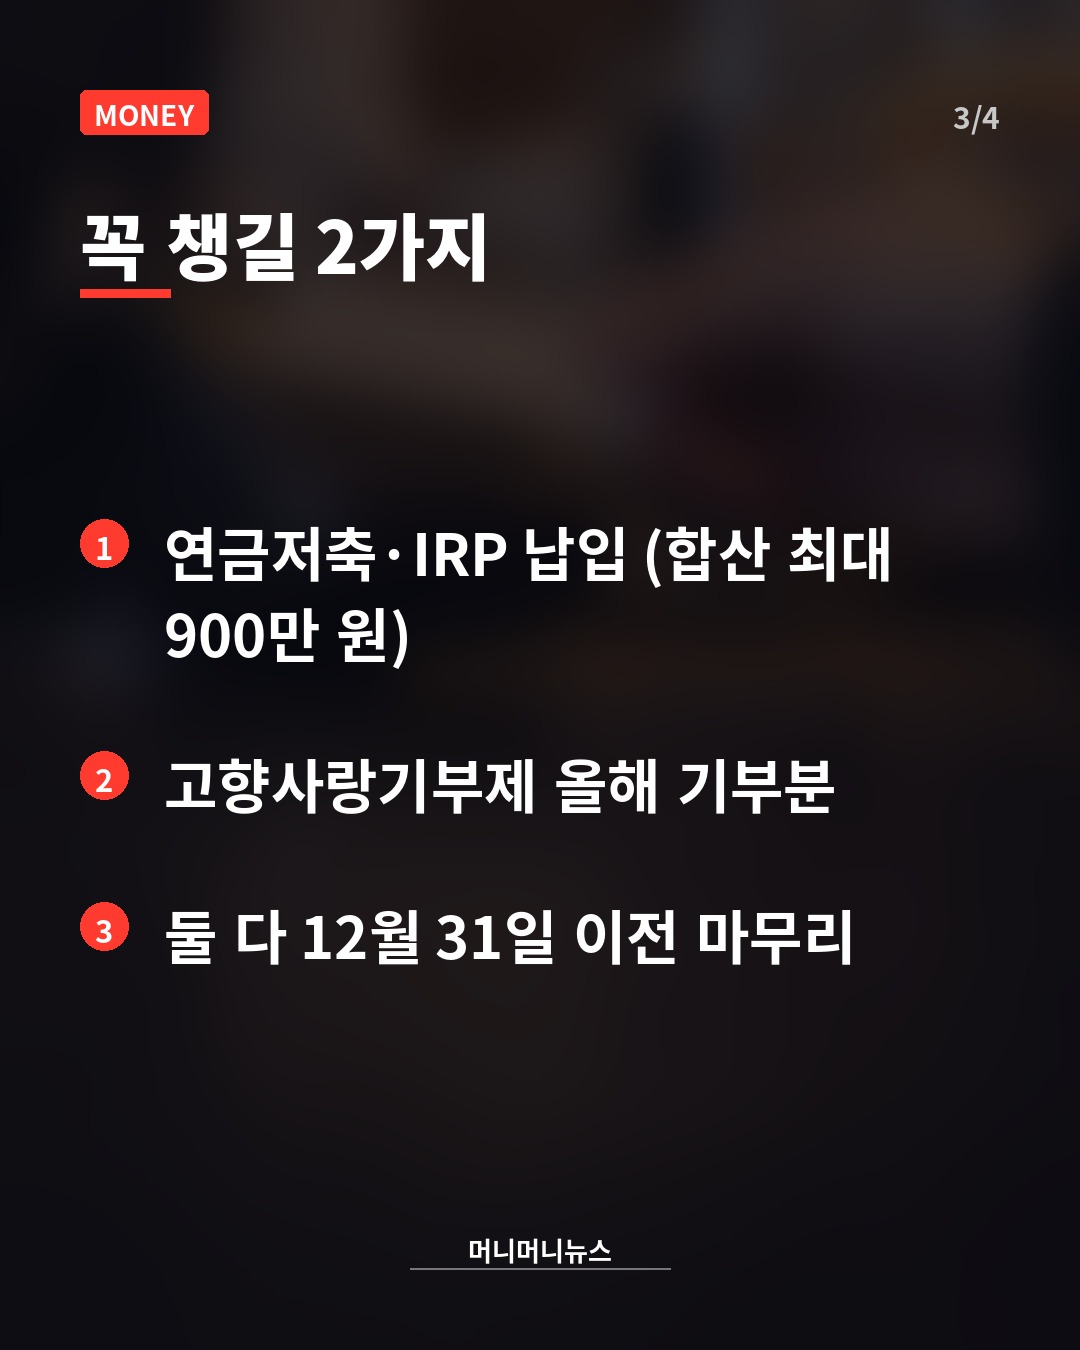 MONEY
3/4
꼭 챙길 2가지
1 연금저축·IRP 납입 (합산 최대
900만 원)
2 고향사랑기부제 올해 기부분
3 둘 다 12월 31일 이전 마무리
머니머니뉴스